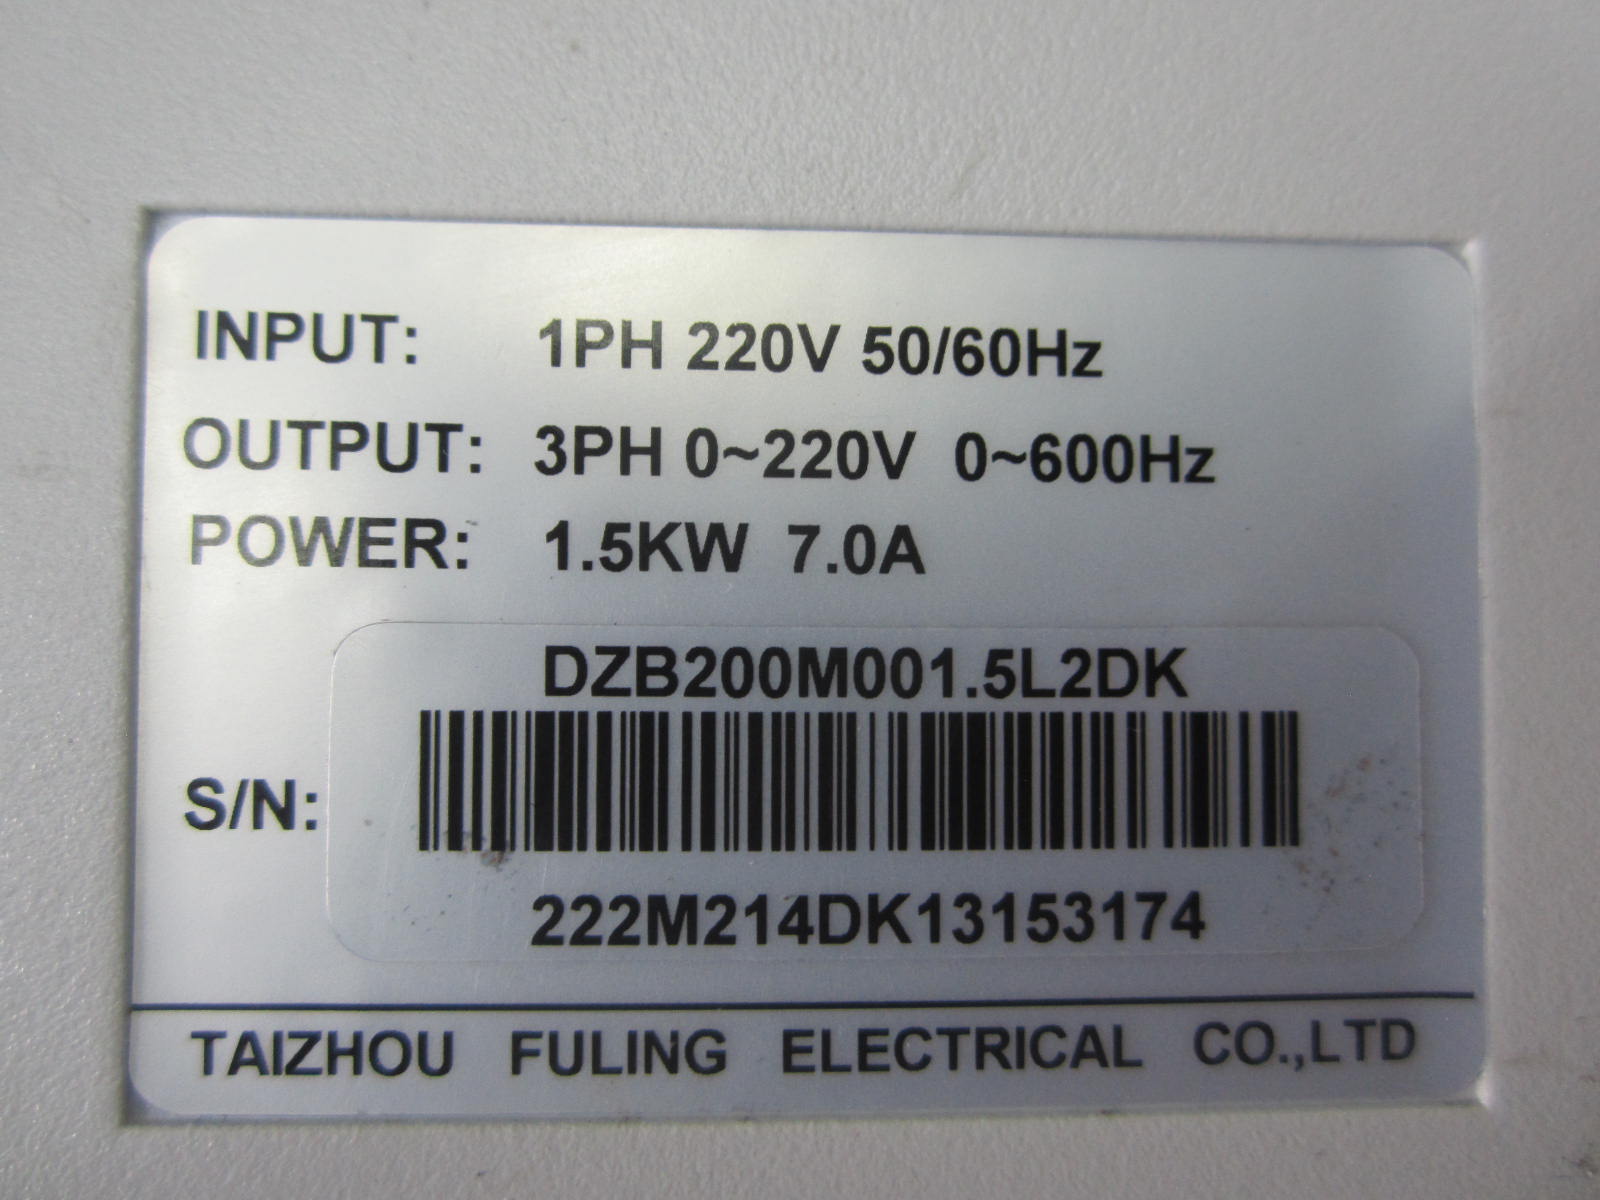 INPUT: 1PH 220V 50/60Hz
OUTPUT: 3PH 0~220V 0~600Hz
POWER: 1.5KW 7.0A
DZB200M001.5L2DK
S/N:
222M214DK13153174
TAIZHOU FULING ELECTRICAL CO.,LTD